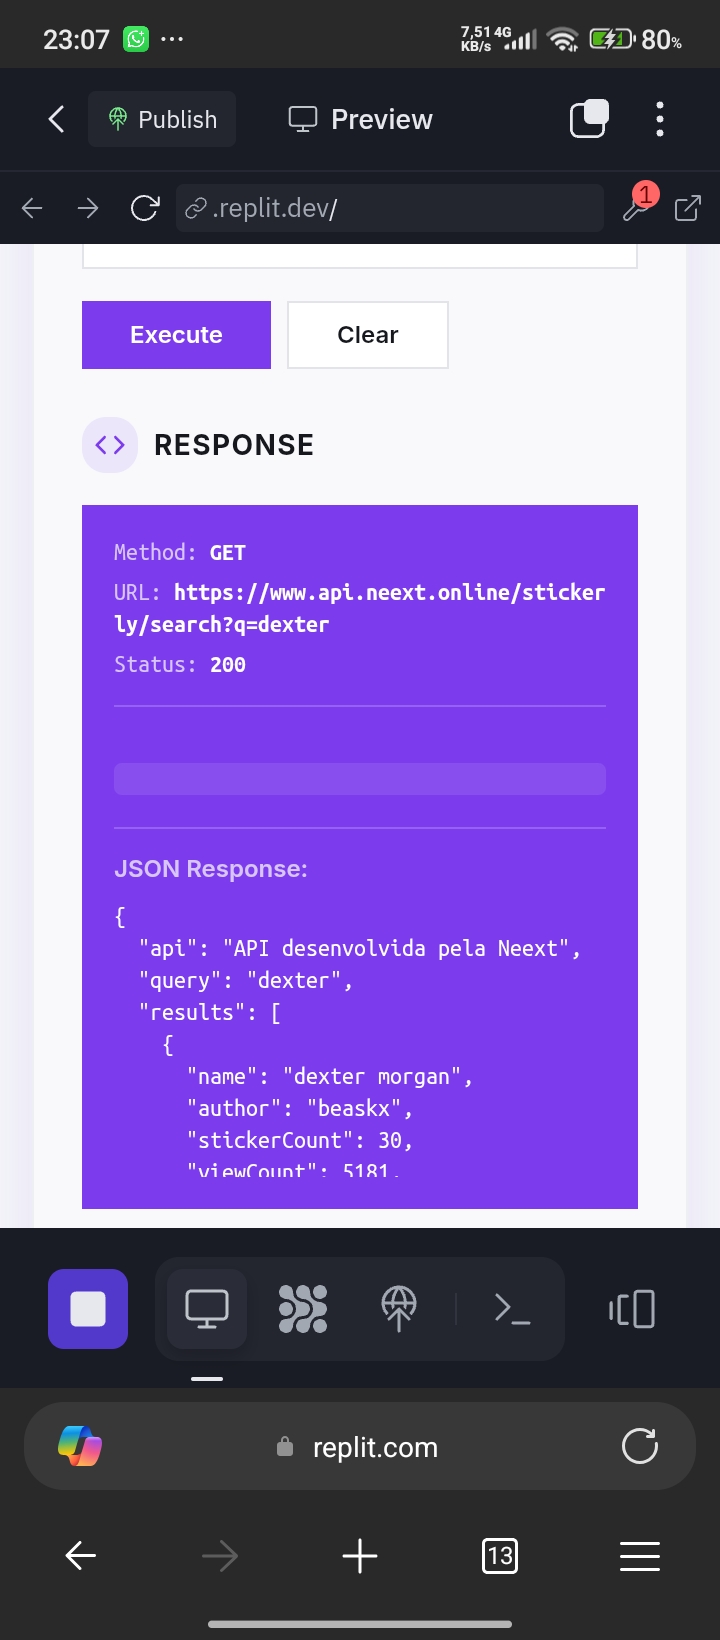 23:07
7,51 4G
KB/s
80%
Publish
Preview
.replit.dev/
1
Execute
Clear
RESPONSE
Method: GET
URL: https://www.api.neext.online/sticker
ly/search?q=dexter
Status: 200
JSON Response:
{
"api": "API desenvolvida pela Neext",
"query": "dexter",
"results": [
{
"name": "dexter morgan",
"author": "beaskx",
"stickerCount": 30,
"viewCount": 5181,
replit.com
13